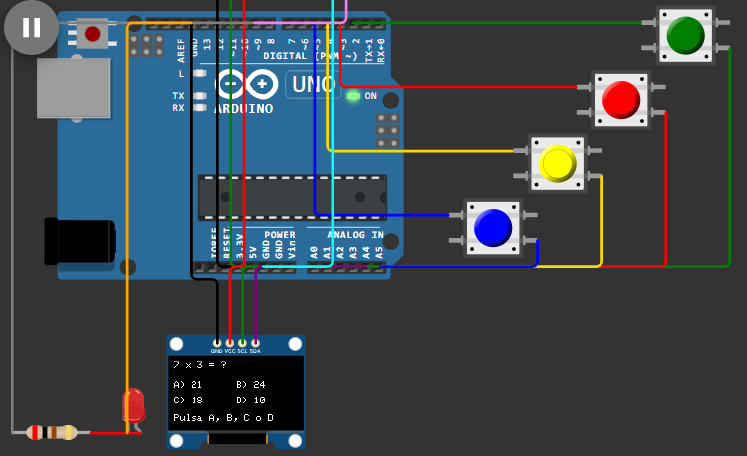 AREF
GND
13
12
~11
~10
~9
8
7
~6
~5
4
~3
2
TX→1
RX←0
DIGITAL (PWM ~)
L
TX
RX
UNO
ON
ARDUINO
IOREF
RESET
3.3V
5V
GND
GND
Vin
POWER
ANALOG IN
A0
A1
A2
A3
A4
A5
GND VCC SCL SDA
7 x 3 = ?
A) 21 B) 24
C) 18 D) 10
Pulsa A, B, C o D